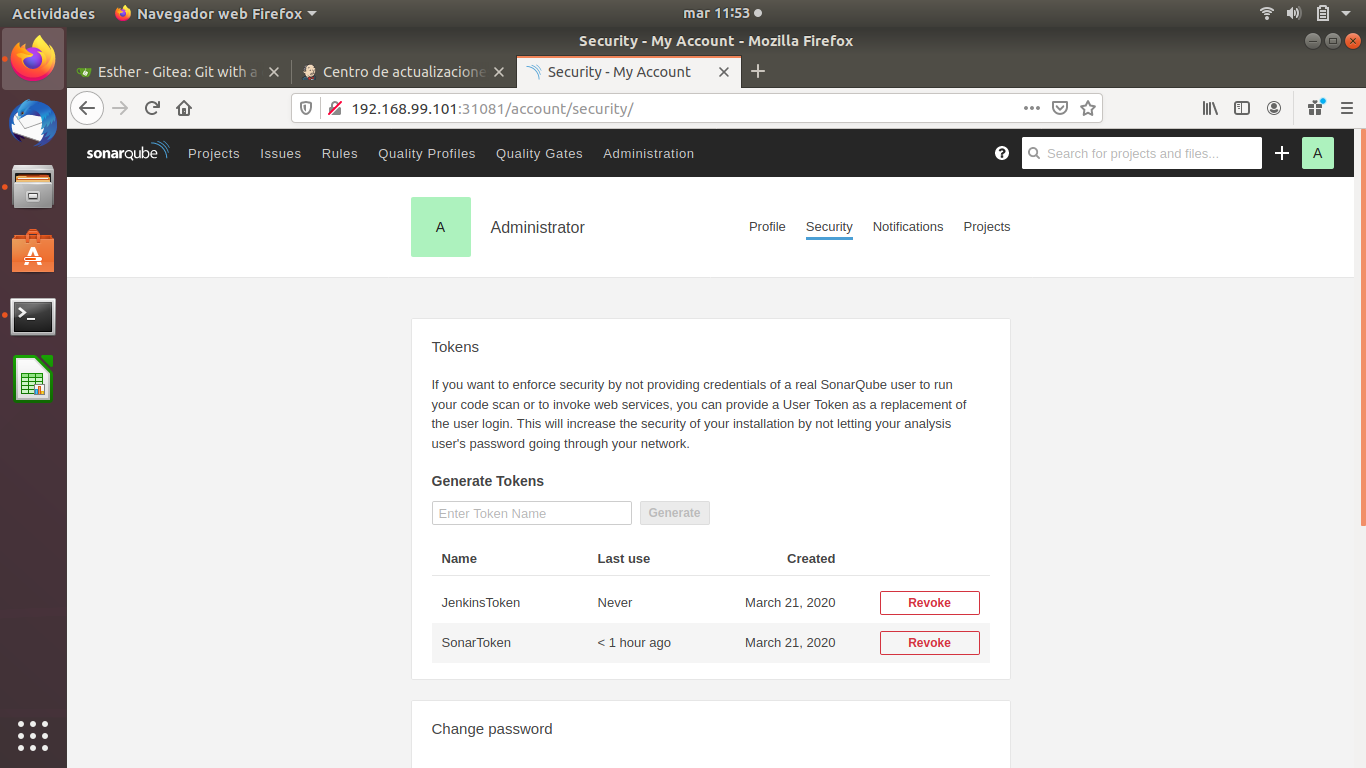 Actividades Navegador web Firefox mar 11:53
Security - My Account - Mozilla Firefox
Esther - Gitea: Git with a Centro de actualizacione Security - My Account
192.168.99.101:31081/account/security/
sonarqube Projects Issues Rules Quality Profiles Quality Gates Administration ? Search for projects and files... A
A Administrator Profile Security Notifications Projects
Tokens
If you want to enforce security by not providing credentials of a real SonarQube user to run
your code scan or to invoke web services, you can provide a User Token as a replacement of
the user login. This will increase the security of your installation by not letting your analysis
user's password going through your network.
Generate Tokens
Enter Token Name Generate
Name Last use Created
JenkinsToken Never March 21, 2020 Revoke
SonarToken < 1 hour ago March 21, 2020 Revoke
Change password